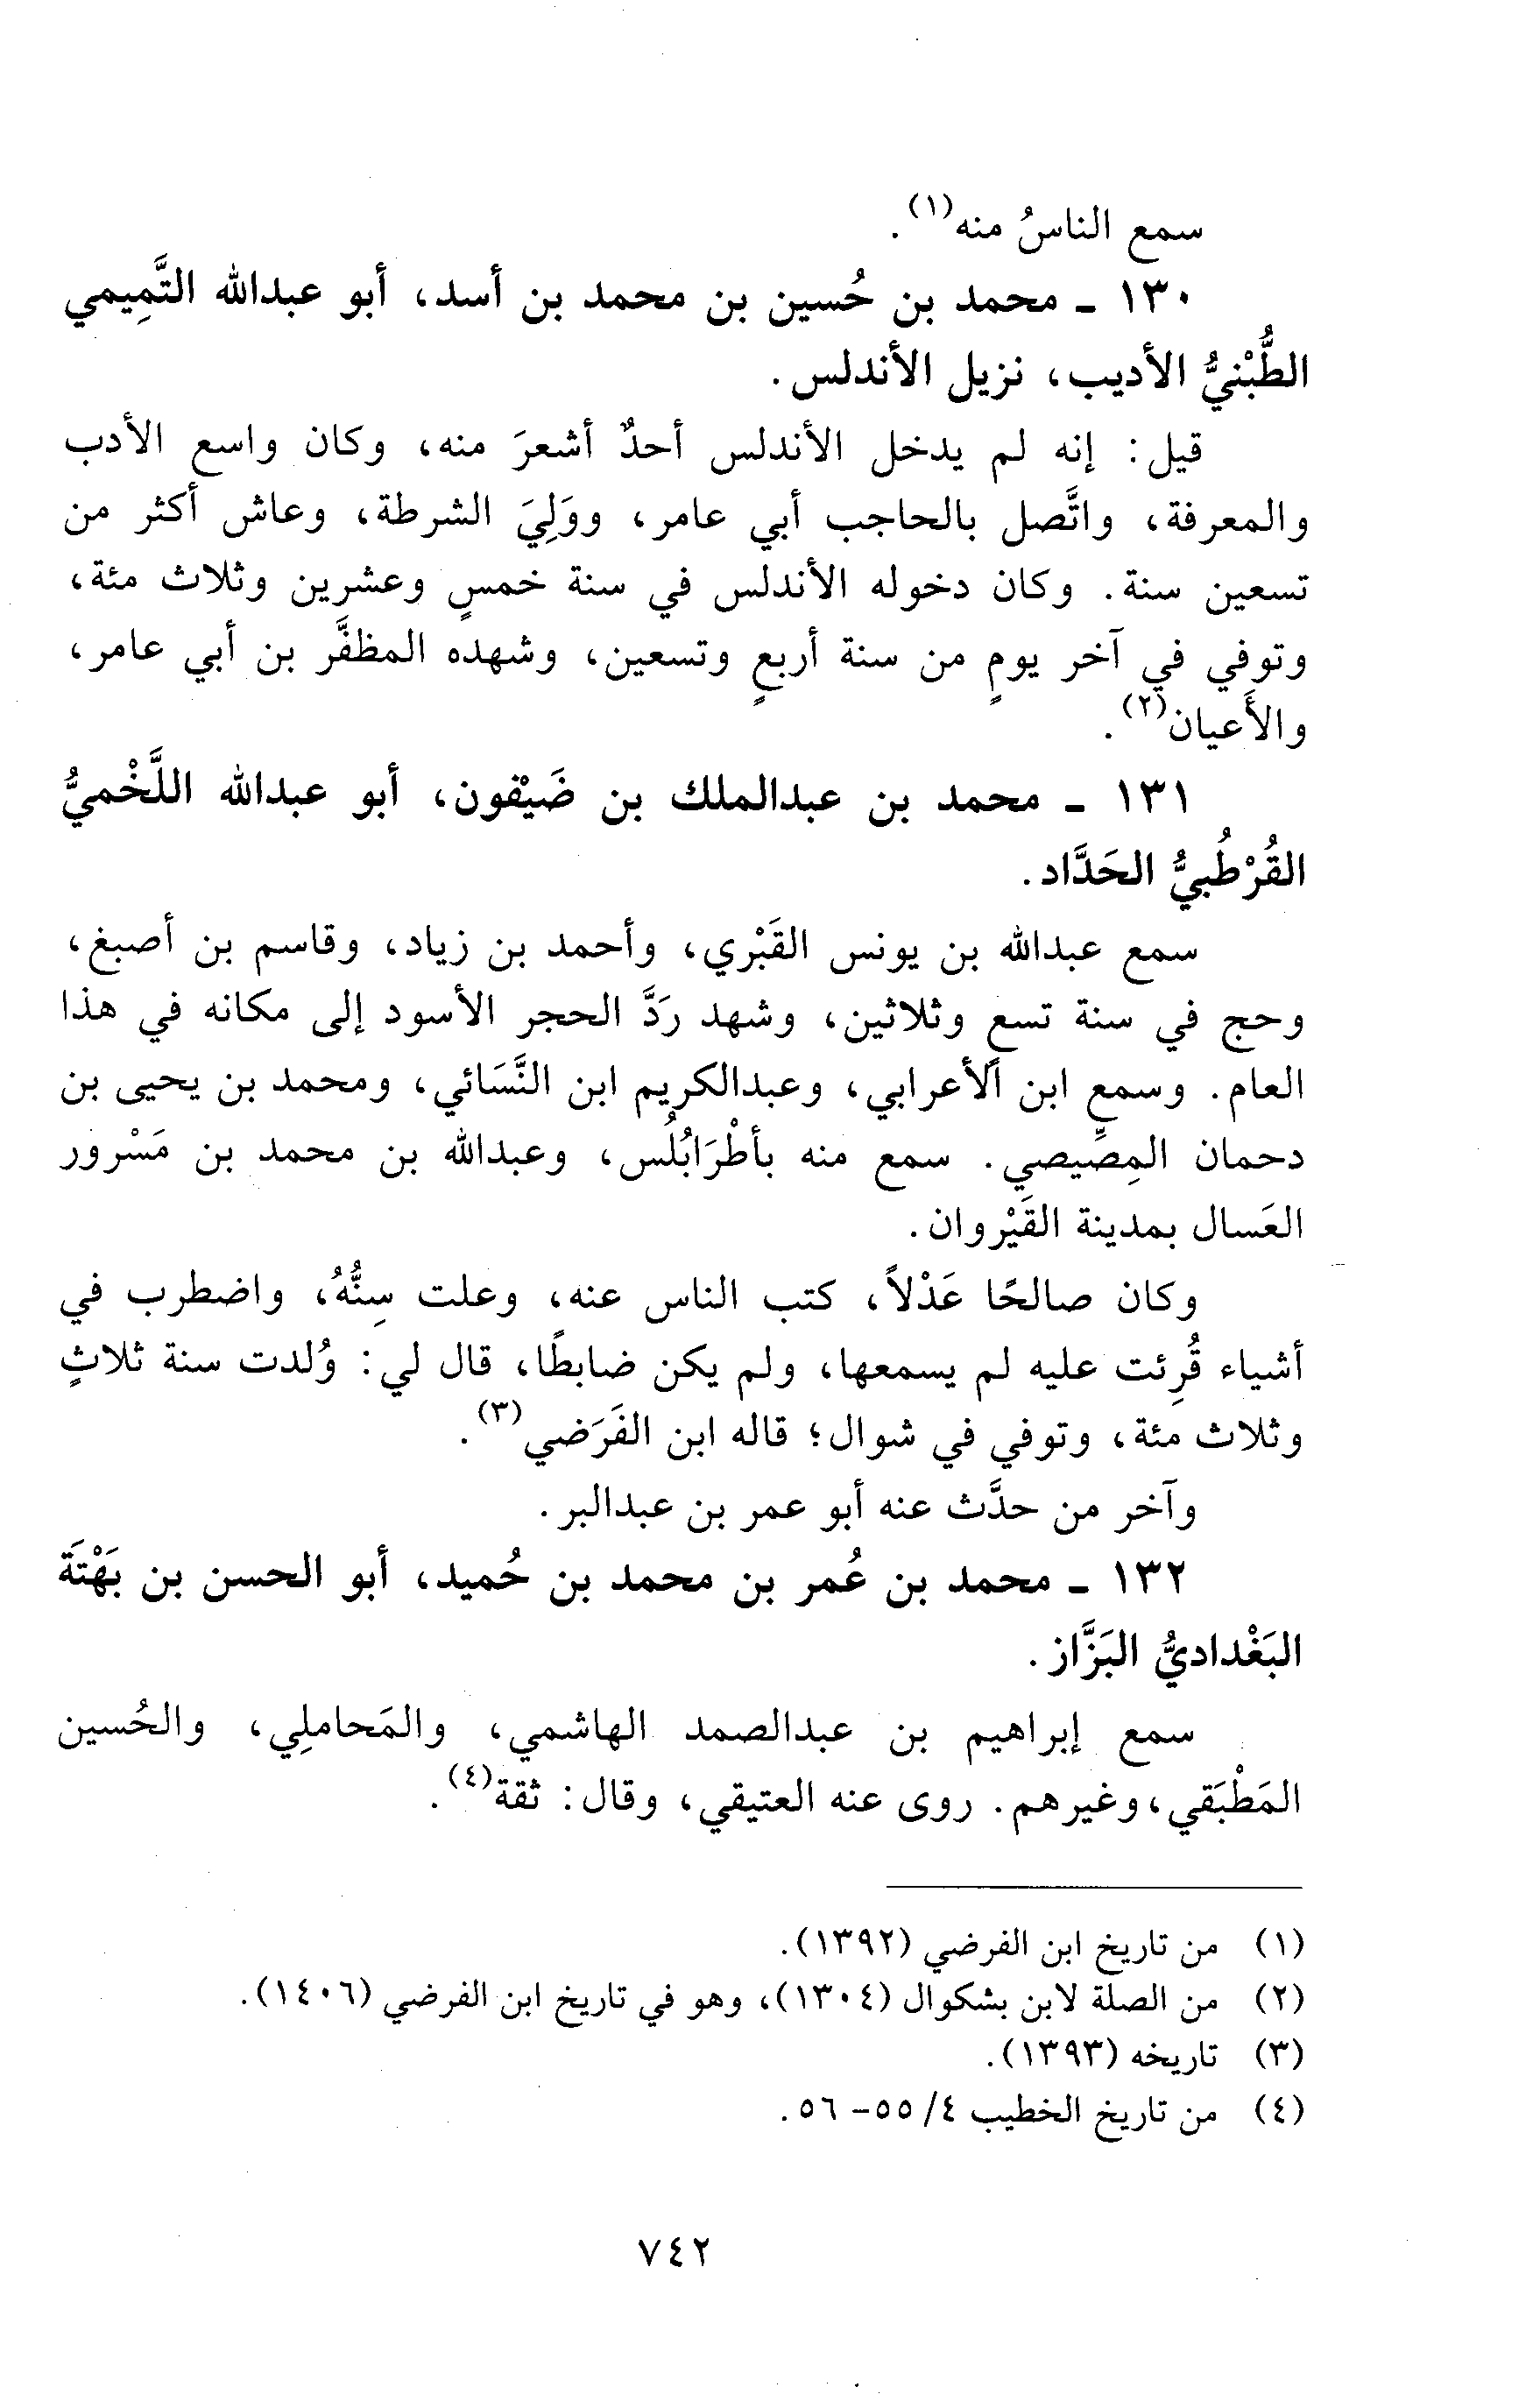 سمع الناسُ منه(١).
١٣٠ ـ محمد بن حُسين بن محمد بن أسد، أبو عبدالله التَّمِيمي
الطُّبْنيُّ الأديب، نزيل الأندلس.
قيل: إنه لم يدخل الأندلس أحدٌ أشعرَ منه، وكان واسع الأدب
والمعرفة، واتَّصل بالحاجب أبي عامر، ووَلِيَ الشرطة، وعاش أكثر من
تسعين سنة. وكان دخوله الأندلس في سنة خمسٍ وعشرين وثلاث مئة،
وتوفي في آخر يومٍ من سنة أربعٍ وتسعين، وشهده المظفَّر بن أبي عامر،
والأَعيان(٢).
١٣١ ـ محمد بن عبدالملك بن ضَيْفون، أبو عبدالله اللَّخْميُّ
القُرْطُبيُّ الحَدَّاد.
سمع عبدالله بن يونس القَبْري، وأحمد بن زياد، وقاسم بن أصبغ،
وحج في سنة تسع وثلاثين، وشهد رَدَّ الحجر الأسود إلى مكانه في هذا
العام. وسمع ابن الأعرابي، وعبدالكريم ابن النَّسَائي، ومحمد بن يحيى بن
دحمان المِصِّيصي. سمع منه بأطْرَابُلُس، وعبدالله بن محمد بن مَسْرور
العَسال بمدينة القَيْروان.
وكان صالحًا عَدْلاً، كتب الناس عنه، وعلت سِنُّهُ، واضطرب في
أشياء قُرِئت عليه لم يسمعها، ولم يكن ضابطًا، قال لي: وُلدت سنة ثلاثٍ
وثلاث مئة، وتوفي في شوال؛ قاله ابن الفَرَضي(٣).
وآخر من حدَّث عنه أبو عمر بن عبدالبر.
١٣٢ ـ محمد بن عُمر بن محمد بن حُميد، أبو الحسن بن بَهْتَة
البَغْداديُّ البَزَّاز.
سمع إبراهيم بن عبدالصمد الهاشمي، والمَحاملِي، والحُسين
المَطْبَقي، وغيرهم. روى عنه العتيقي، وقال: ثقة(٤).
(١) من تاريخ ابن الفرضي (١٣٩٢).
(٢) من الصلة لابن بشكوال (١٣٠٤)، وهو في تاريخ ابن الفرضي (١٤٠٦).
(٣) تاريخه (١٣٩٣).
(٤) من تاريخ الخطيب ٤/ ٥٥- ٥٦.
٧٤٢